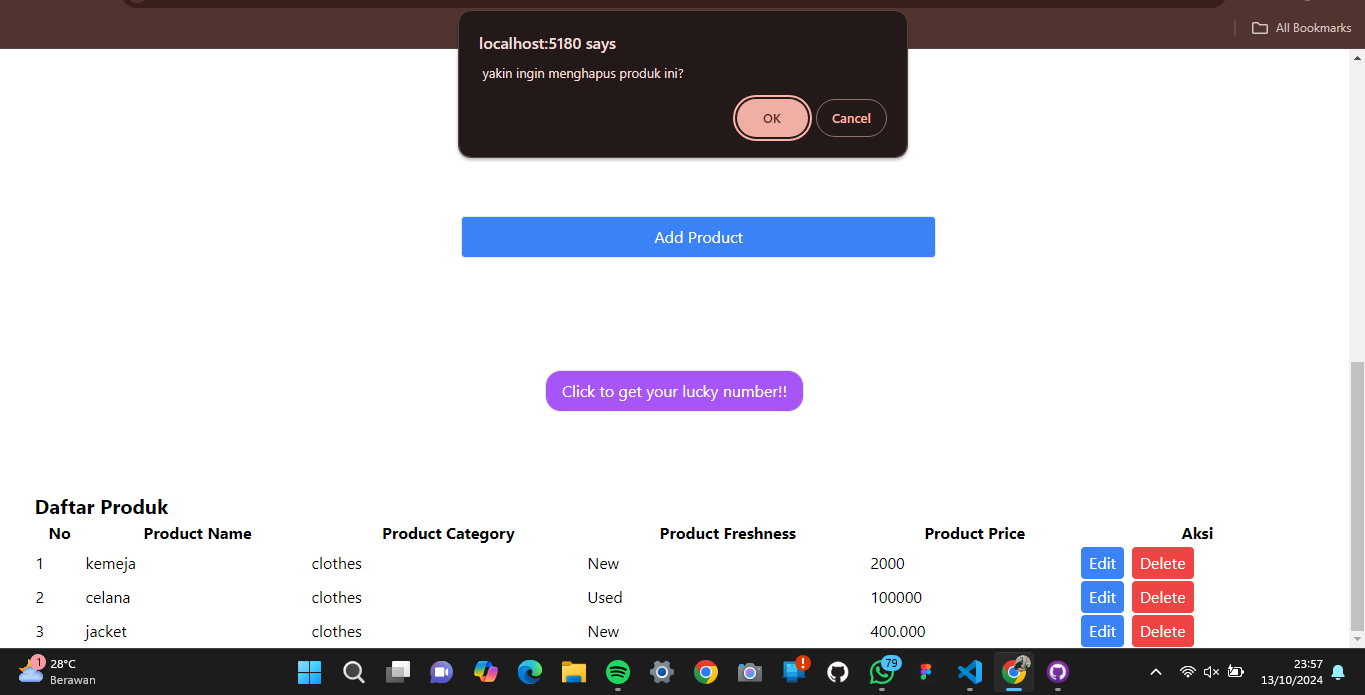 All Bookmarks
localhost:5180 says
yakin ingin menghapus produk ini?
OK Cancel
Add Product
Click to get your lucky number!!
Daftar Produk
No Product Name Product Category Product Freshness Product Price Aksi
1 kemeja clothes New 2000 Edit Delete
2 celana clothes Used 100000 Edit Delete
3 jacket clothes New 400.000 Edit Delete
1 28°C
Berawan
79
23:57
13/10/2024